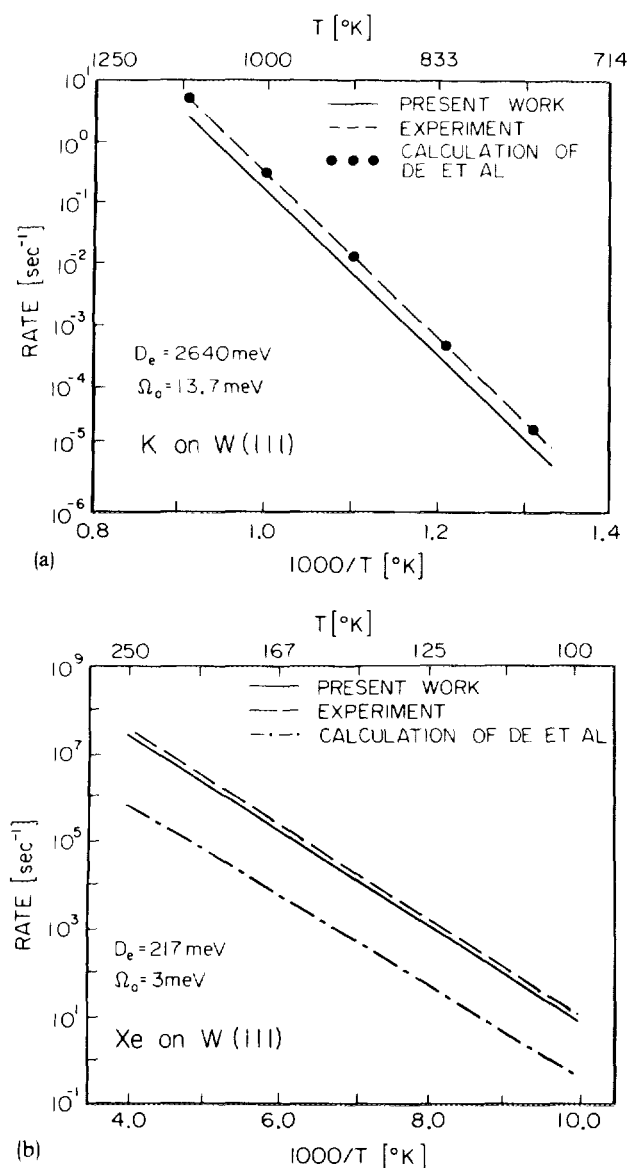 T [°K]
1250 1000 833 714
10¹
10⁰
10⁻¹
10⁻²
10⁻³
10⁻⁴
10⁻⁵
10⁻⁶
RATE [sec⁻¹]
PRESENT WORK
EXPERIMENT
CALCULATION OF
DE ET AL
Dₑ = 2640 meV
Ω₀ = 13.7 meV
K on W (111)
0.8 1.0 1.2 1.4
(a)
1000/T [°K]
T [°K]
250 167 125 100
10⁹
10⁷
10⁵
10³
10¹
10⁻¹
RATE [sec⁻¹]
PRESENT WORK
EXPERIMENT
CALCULATION OF DE ET AL
Dₑ = 217 meV
Ω₀ = 3 meV
Xe on W (111)
4.0 6.0 8.0 10.0
(b)
1000/T [°K]